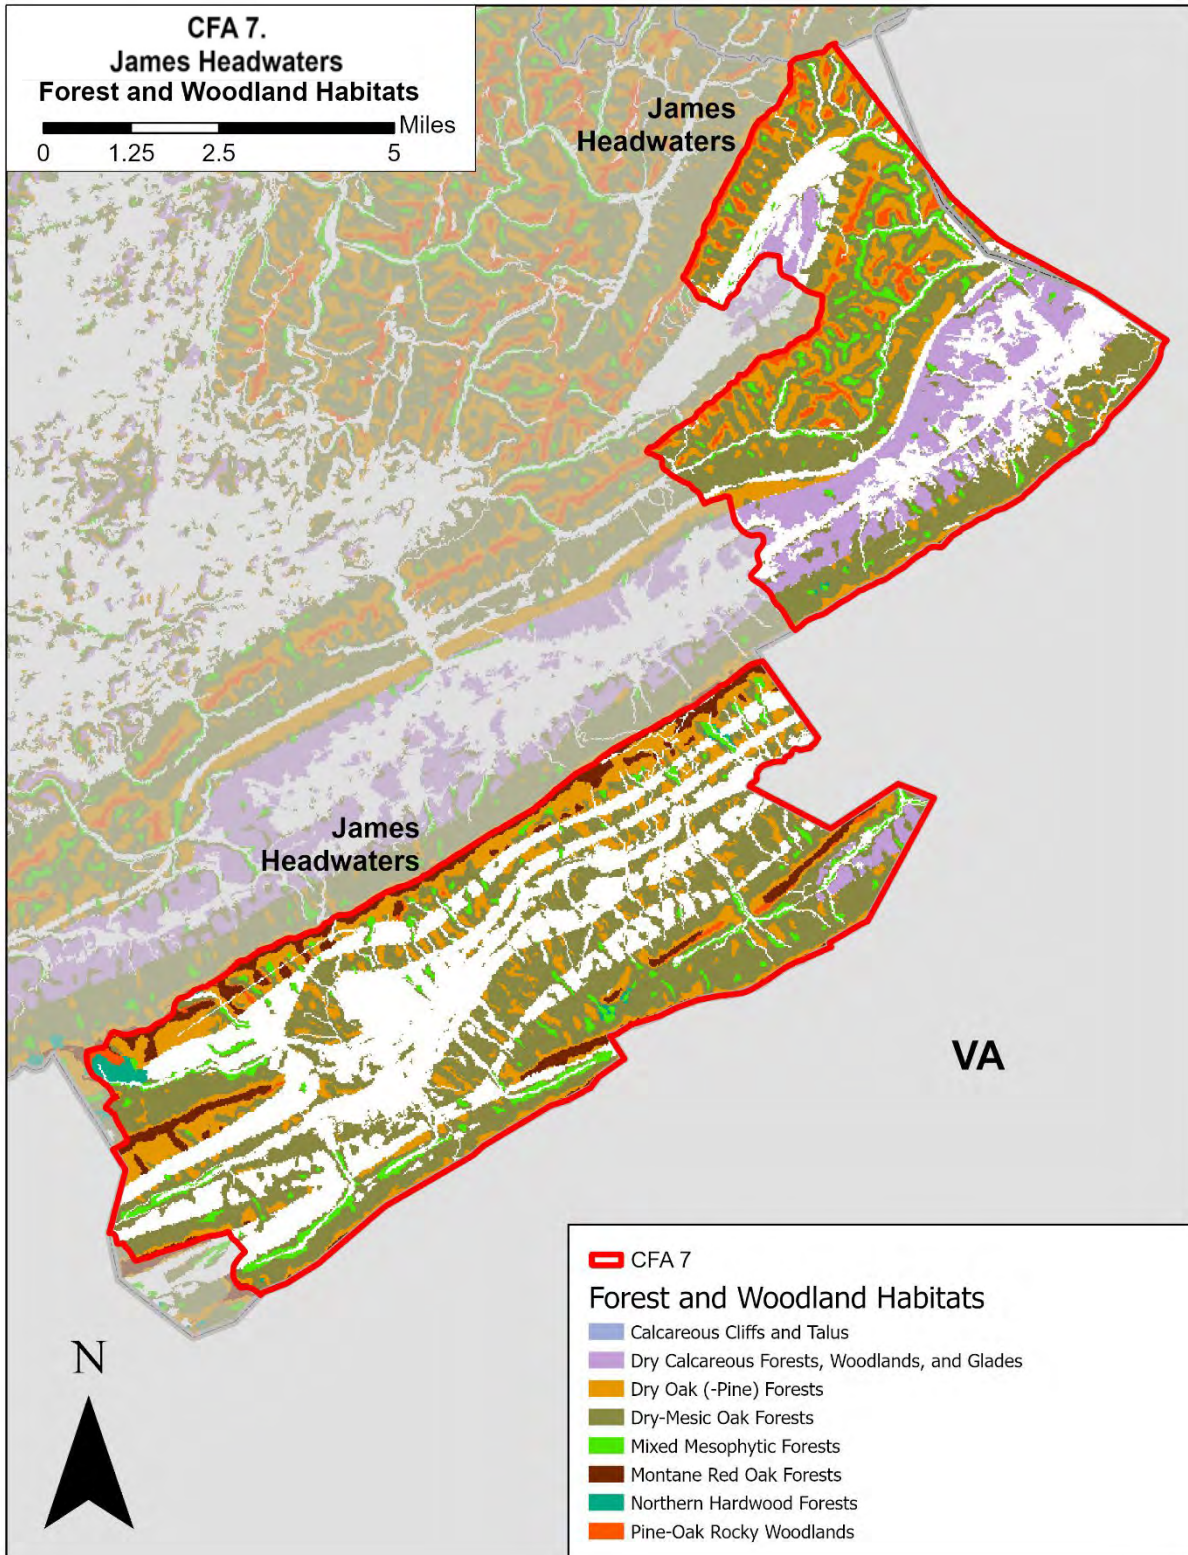 CFA 7.
James Headwaters
Forest and Woodland Habitats
Miles
0 1.25 2.5 5
James
Headwaters
James
Headwaters
VA
N
CFA 7
Forest and Woodland Habitats
Calcareous Cliffs and Talus
Dry Calcareous Forests, Woodlands, and Glades
Dry Oak (-Pine) Forests
Dry-Mesic Oak Forests
Mixed Mesophytic Forests
Montane Red Oak Forests
Northern Hardwood Forests
Pine-Oak Rocky Woodlands